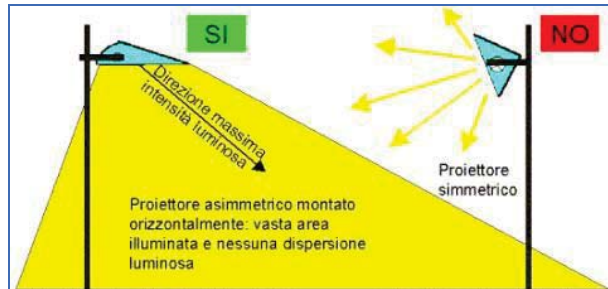 SI
NO
Direzione massima
intensità luminosa
Proiettore
simmetrico
Proiettore asimmetrico montato
orizzontalmente: vasta area
illuminata e nessuna dispersione
luminosa